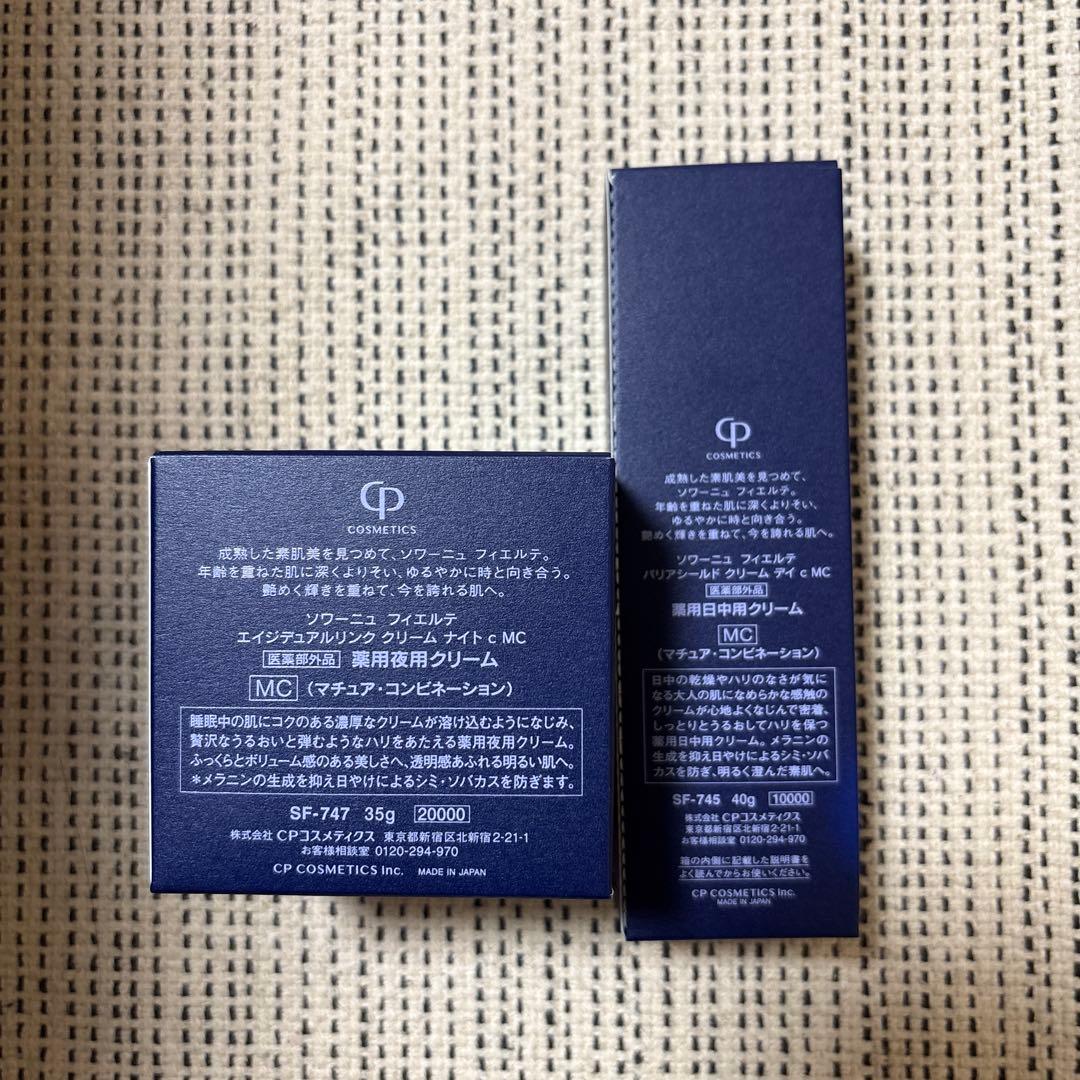 CP
COSMETICS
成熟した素肌美を見つめて、ソワーニュ フィエルテ。
年齢を重ねた肌に深くよりそい、ゆるやかに時と向き合う。
艶めく輝きを重ねて、今を誇れる肌へ。
ソワーニュ フィエルテ
エイジデュアルリンク クリーム ナイト c MC
医薬部外品 薬用夜用クリーム
MC (マチュア・コンビネーション)
睡眠中の肌にコクのある濃厚なクリームが溶け込むようになじみ、
贅沢なうるおいと弾むようなハリをあたえる薬用夜用クリーム。
ふっくらとボリューム感のある美しさへ、透明感あふれる明るい肌へ。
*メラニンの生成を抑え日やけによるシミ・ソバカスを防ぎます。
SF-747 35g 20000
株式会社 CPコスメティクス 東京都新宿区北新宿2-21-1
お客様相談室 0120-294-970
CP COSMETICS Inc. MADE IN JAPAN
CP
COSMETICS
成熟した素肌美を見つめて、
ソワーニュ フィエルテ。
年齢を重ねた肌に深くよりそい、
ゆるやかに時と向き合う。
艶めく輝きを重ねて、今を誇れる肌へ。
ソワーニュ フィエルテ
バリアシールド クリーム デイ c MC
医薬部外品
薬用日中用クリーム
MC
(マチュア・コンビネーション)
日中の乾燥やハリのなさが気に
なる大人の肌になめらかな感触の
クリームが心地よくなじんで密着、
しっとりとうるおしてハリを保つ
薬用日中用クリーム。メラニンの
生成を抑え日やけによるシミ・ソバ
カスを防ぎ、明るく澄んだ素肌へ。
SF-745 40g 10000
株式会社 CPコスメティクス
東京都新宿区北新宿2-21-1
お客様相談室 0120-294-970
箱の内側に記載した説明書を
よく読んでからお使いください。
CP COSMETICS Inc.
MADE IN JAPAN